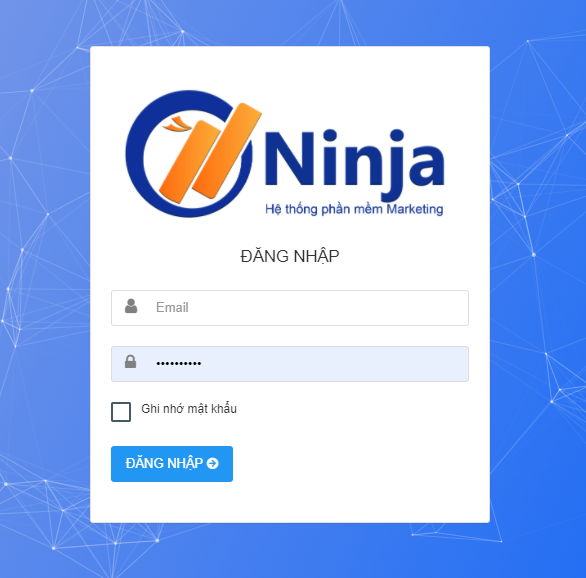 Ninja
Hệ thống phần mềm Marketing
ĐĂNG NHẬP
Email
••••••••••
Ghi nhớ mật khẩu
ĐĂNG NHẬP